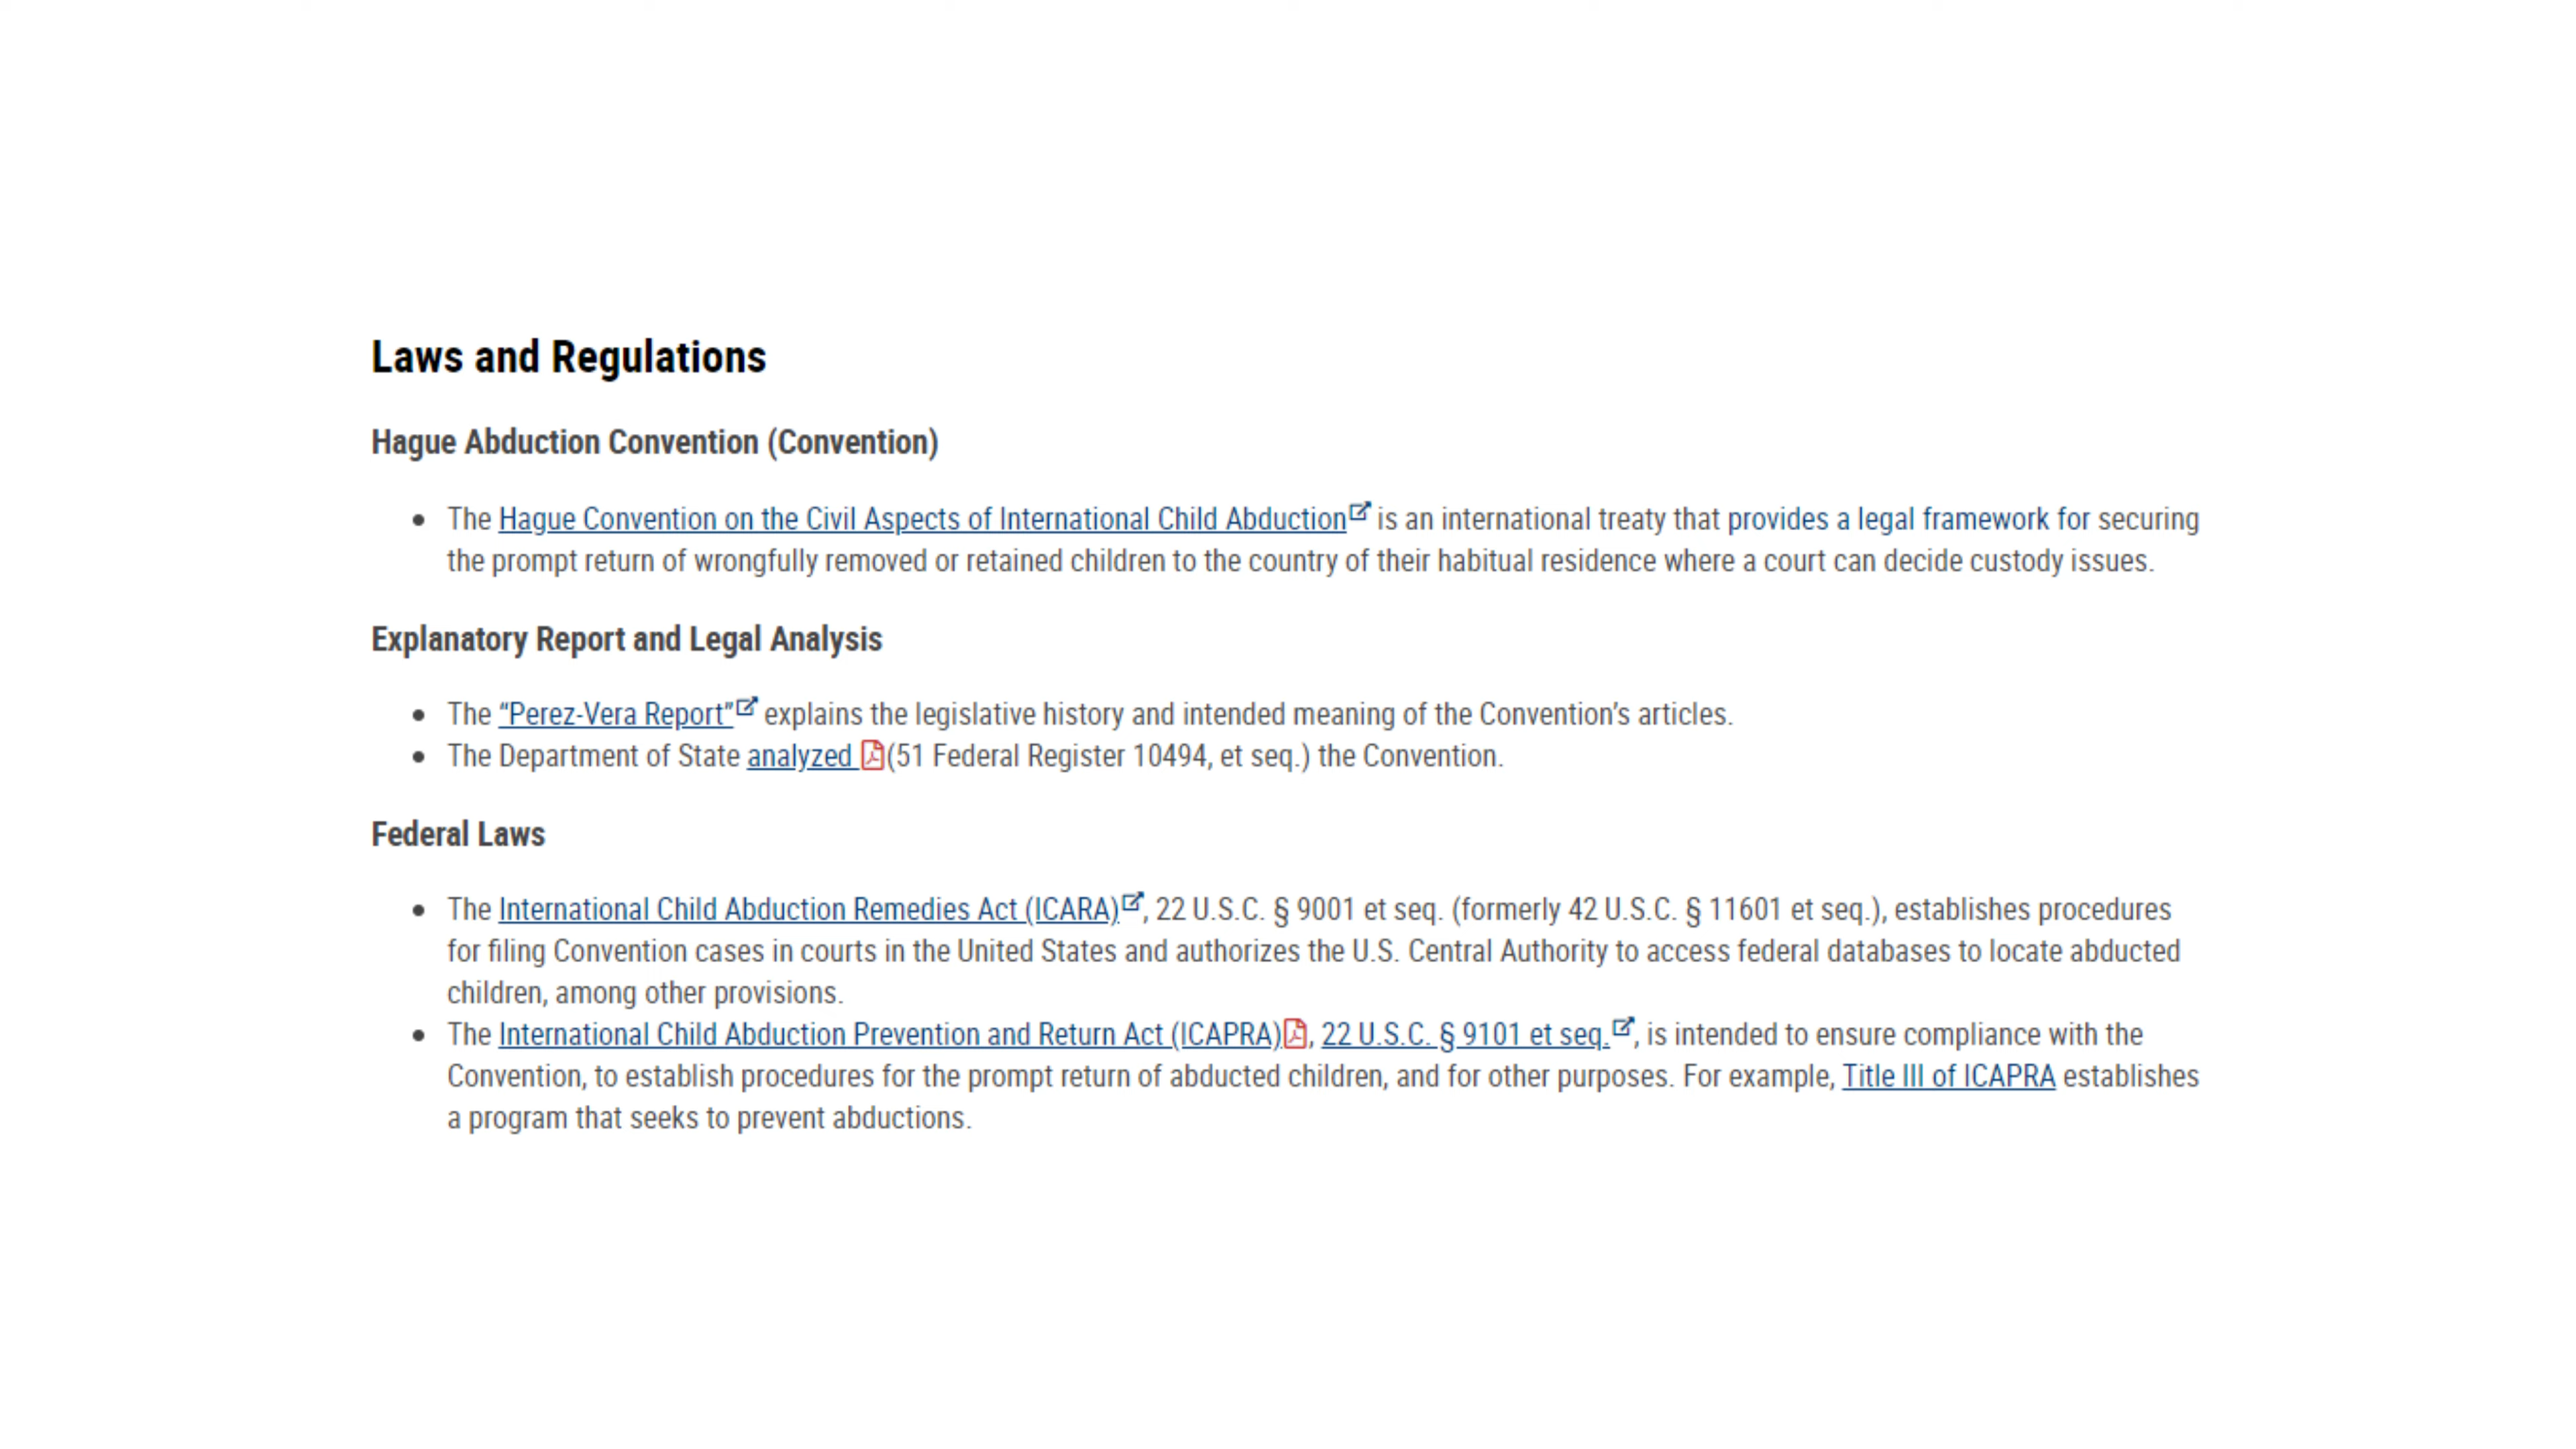 Laws and Regulations
Hague Abduction Convention (Convention)
The Hague Convention on the Civil Aspects of International Child Abduction is an international treaty that provides a legal framework for securing
the prompt return of wrongfully removed or retained children to the country of their habitual residence where a court can decide custody issues.
Explanatory Report and Legal Analysis
The “Perez-Vera Report” explains the legislative history and intended meaning of the Convention’s articles.
The Department of State analyzed (51 Federal Register 10494, et seq.) the Convention.
Federal Laws
The International Child Abduction Remedies Act (ICARA), 22 U.S.C. § 9001 et seq. (formerly 42 U.S.C. § 11601 et seq.), establishes procedures
for filing Convention cases in courts in the United States and authorizes the U.S. Central Authority to access federal databases to locate abducted
children, among other provisions.
The International Child Abduction Prevention and Return Act (ICAPRA), 22 U.S.C. § 9101 et seq., is intended to ensure compliance with the
Convention, to establish procedures for the prompt return of abducted children, and for other purposes. For example, Title III of ICAPRA establishes
a program that seeks to prevent abductions.